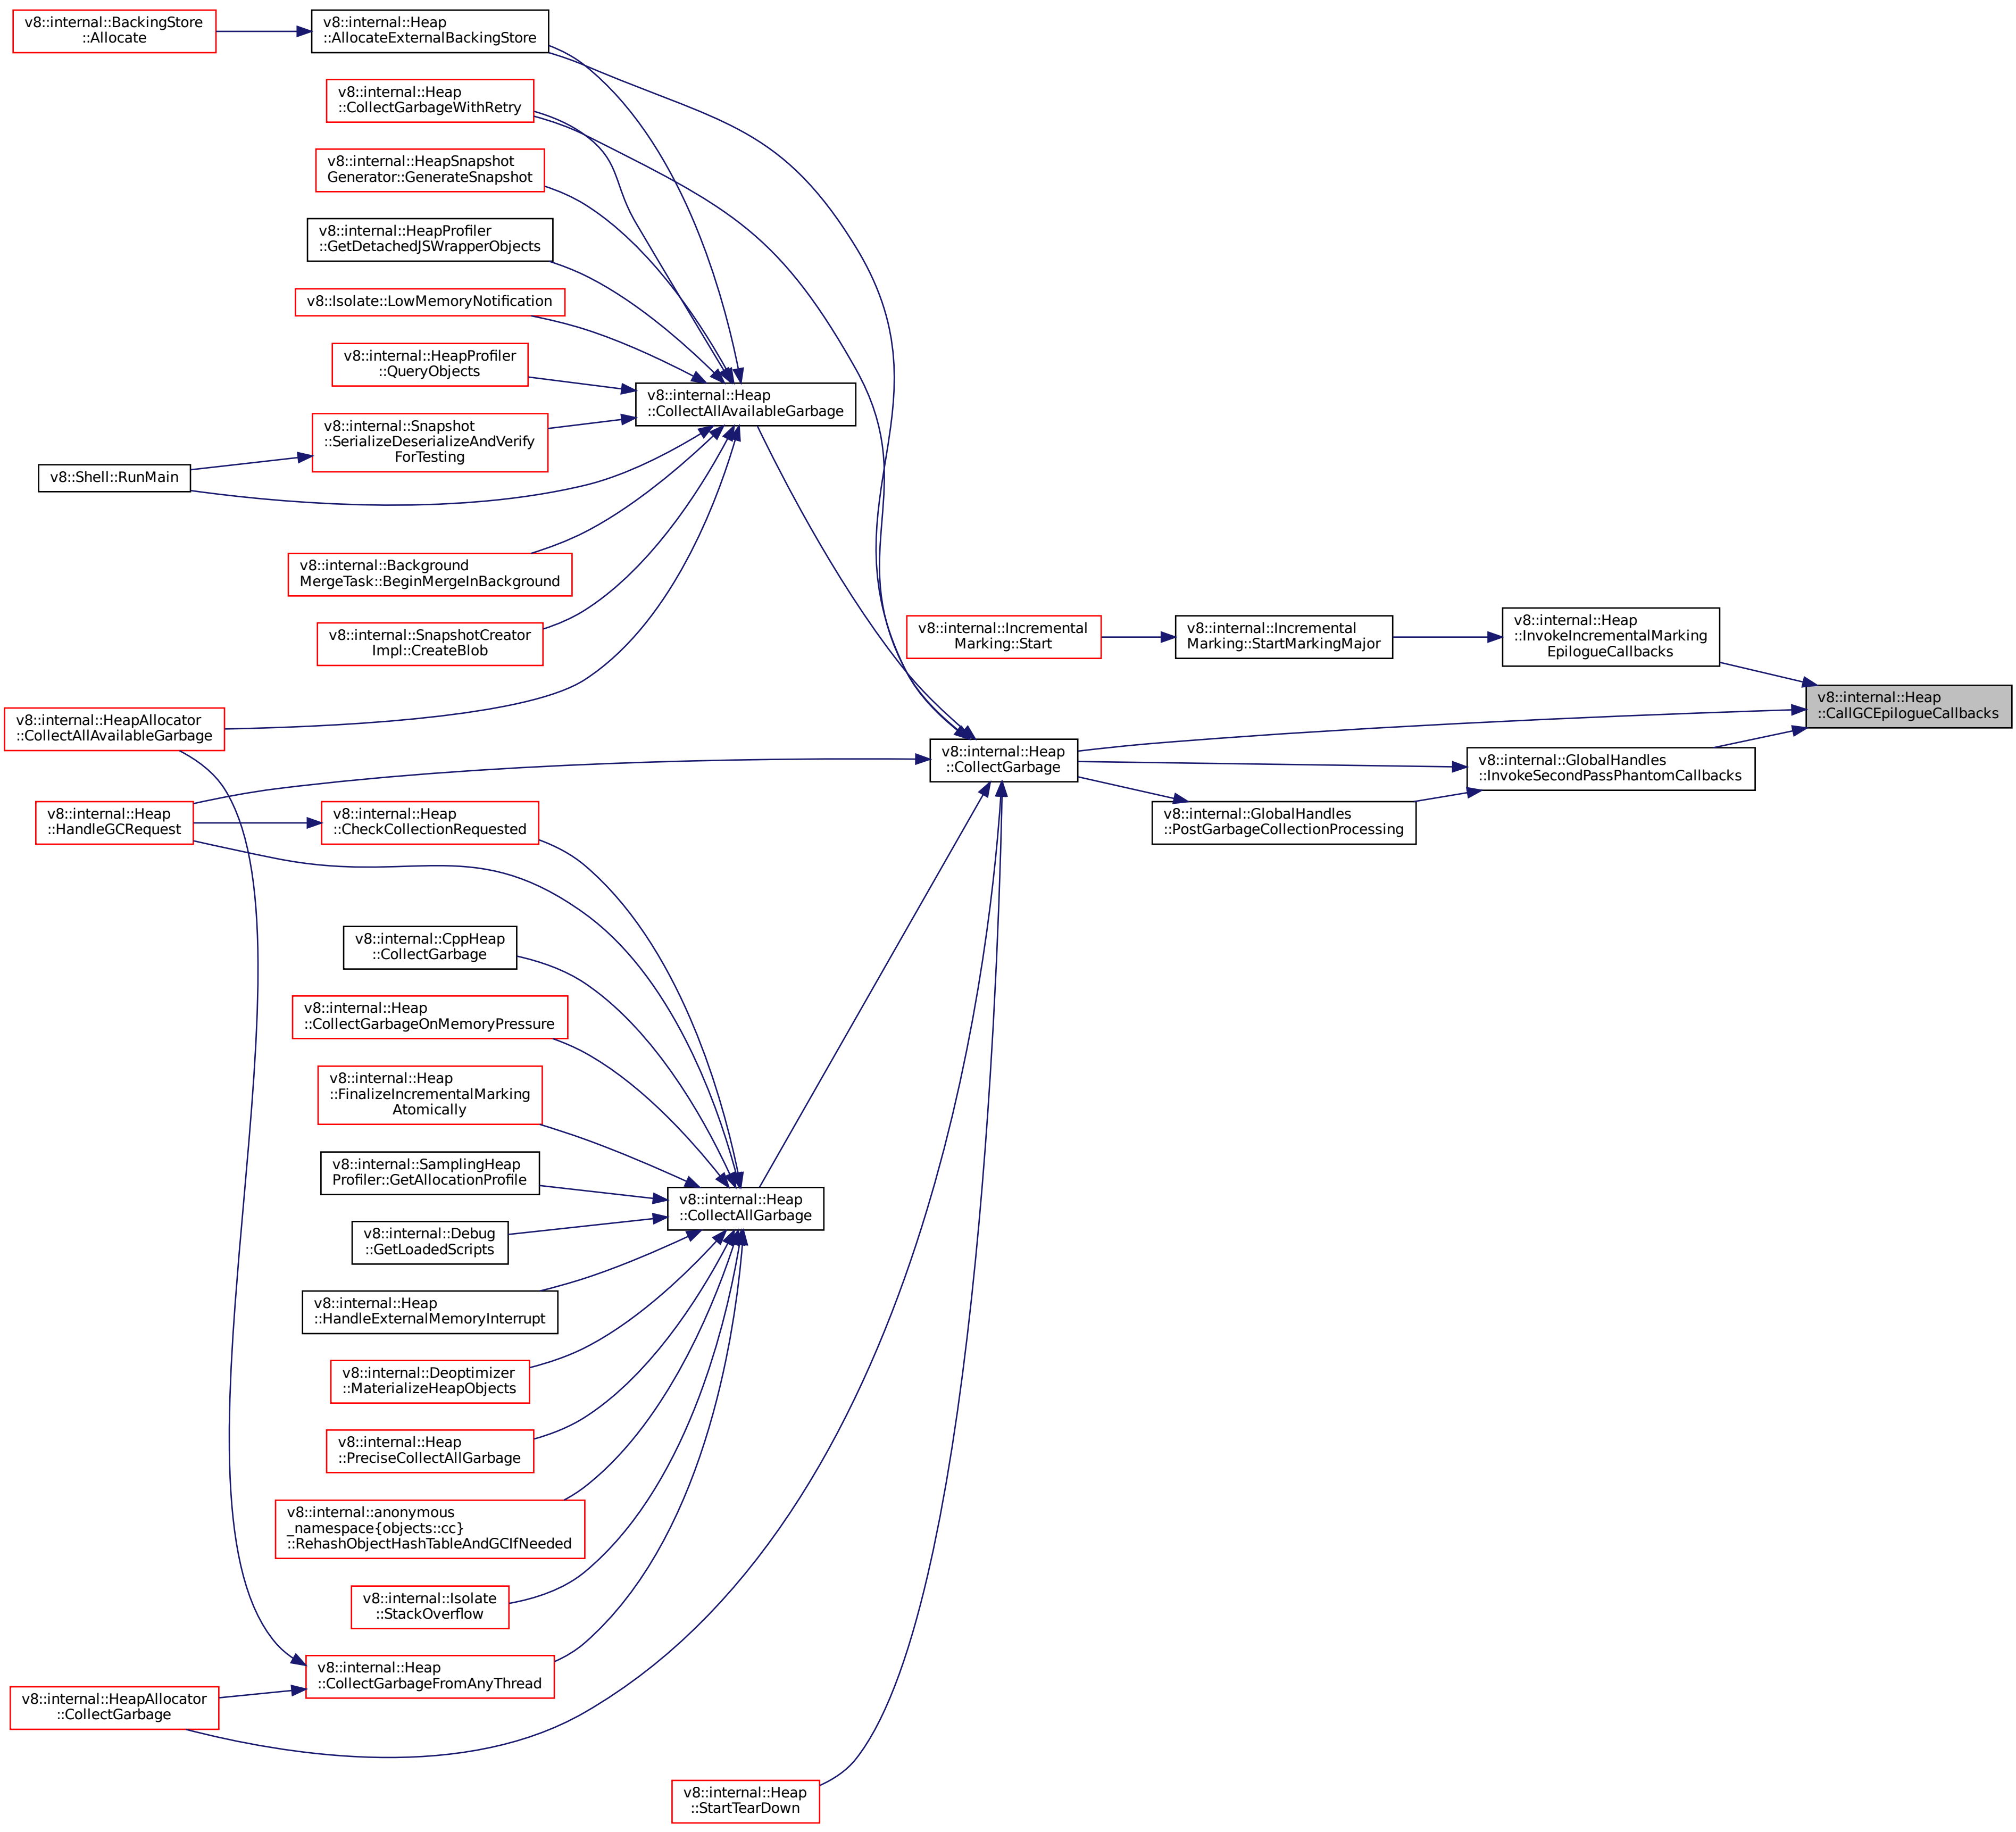 v8::internal::BackingStore
::Allocate
v8::internal::Heap
::AllocateExternalBackingStore
v8::internal::Heap
::CollectGarbageWithRetry
v8::internal::HeapSnapshot
Generator::GenerateSnapshot
v8::internal::HeapProfiler
::GetDetachedJSWrapperObjects
v8::Isolate::LowMemoryNotification
v8::internal::HeapProfiler
::QueryObjects
v8::internal::Heap
::CollectAllAvailableGarbage
v8::internal::Snapshot
::SerializeDeserializeAndVerify
ForTesting
v8::Shell::RunMain
v8::internal::Background
MergeTask::BeginMergeInBackground
v8::internal::SnapshotCreator
Impl::CreateBlob
v8::internal::Incremental
Marking::Start
v8::internal::Incremental
Marking::StartMarkingMajor
v8::internal::Heap
::InvokeIncrementalMarking
EpilogueCallbacks
v8::internal::Heap
::CallGCEpilogueCallbacks
v8::internal::HeapAllocator
::CollectAllAvailableGarbage
v8::internal::Heap
::CollectGarbage
v8::internal::GlobalHandles
::InvokeSecondPassPhantomCallbacks
v8::internal::GlobalHandles
::PostGarbageCollectionProcessing
v8::internal::Heap
::HandleGCRequest
v8::internal::Heap
::CheckCollectionRequested
v8::internal::CppHeap
::CollectGarbage
v8::internal::Heap
::CollectGarbageOnMemoryPressure
v8::internal::Heap
::FinalizeIncrementalMarking
Atomically
v8::internal::SamplingHeap
Profiler::GetAllocationProfile
v8::internal::Heap
::CollectAllGarbage
v8::internal::Debug
::GetLoadedScripts
v8::internal::Heap
::HandleExternalMemoryInterrupt
v8::internal::Deoptimizer
::MaterializeHeapObjects
v8::internal::Heap
::PreciseCollectAllGarbage
v8::internal::anonymous
_namespace{objects::cc}
::RehashObjectHashTableAndGCIfNeeded
v8::internal::Isolate
::StackOverflow
v8::internal::Heap
::CollectGarbageFromAnyThread
v8::internal::HeapAllocator
::CollectGarbage
v8::internal::Heap
::StartTearDown